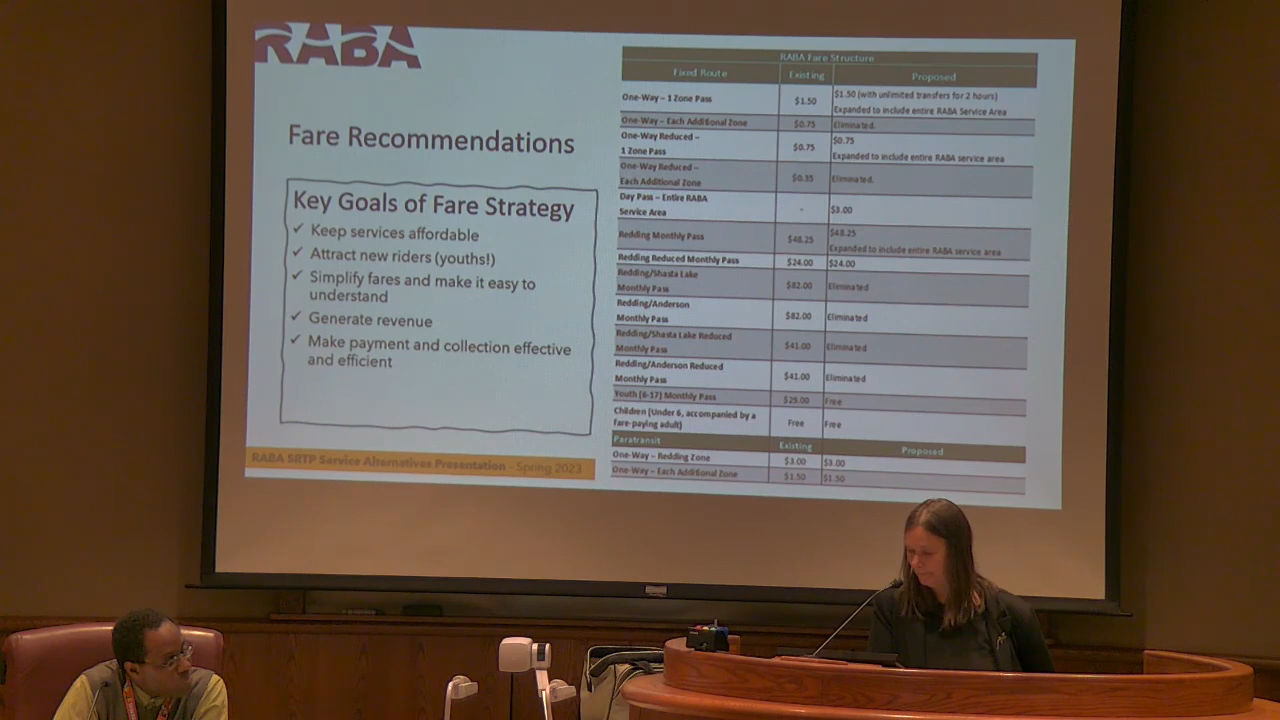 RABA
Fare Recommendations
Key Goals of Fare Strategy
✓ Keep services affordable
✓ Attract new riders (youths!)
✓ Simplify fares and make it easy to
understand
✓ Generate revenue
✓ Make payment and collection effective
and efficient
RABA SRTP Service Alternatives Presentation - Spring 2023
RABA Fare Structure
Fixed Route Existing Proposed
One-Way – 1 Zone Pass $1.50 $1.50 (with unlimited transfers for 2 hours)
Expanded to include entire RABA Service Area
One-Way – Each Additional Zone $0.75 Eliminated.
One-Way Reduced –
1 Zone Pass $0.75 $0.75
Expanded to include entire RABA service area
One-Way Reduced –
Each Additional Zone $0.35 Eliminated.
Day Pass – Entire RABA
Service Area - $3.00
Redding Monthly Pass $48.25 $48.25
Expanded to include entire RABA service area
Redding Reduced Monthly Pass $24.00 $24.00
Redding/Shasta Lake
Monthly Pass $82.00 Eliminated
Redding/Anderson
Monthly Pass $82.00 Eliminated
Redding/Shasta Lake Reduced
Monthly Pass $41.00 Eliminated
Redding/Anderson Reduced
Monthly Pass $41.00 Eliminated
Youth (6-17) Monthly Pass $25.00 Free
Children (Under 6, accompanied by a
fare-paying adult) Free Free
Paratransit Existing Proposed
One-Way – Redding Zone $3.00 $3.00
One-Way – Each Additional Zone $1.50 $1.50